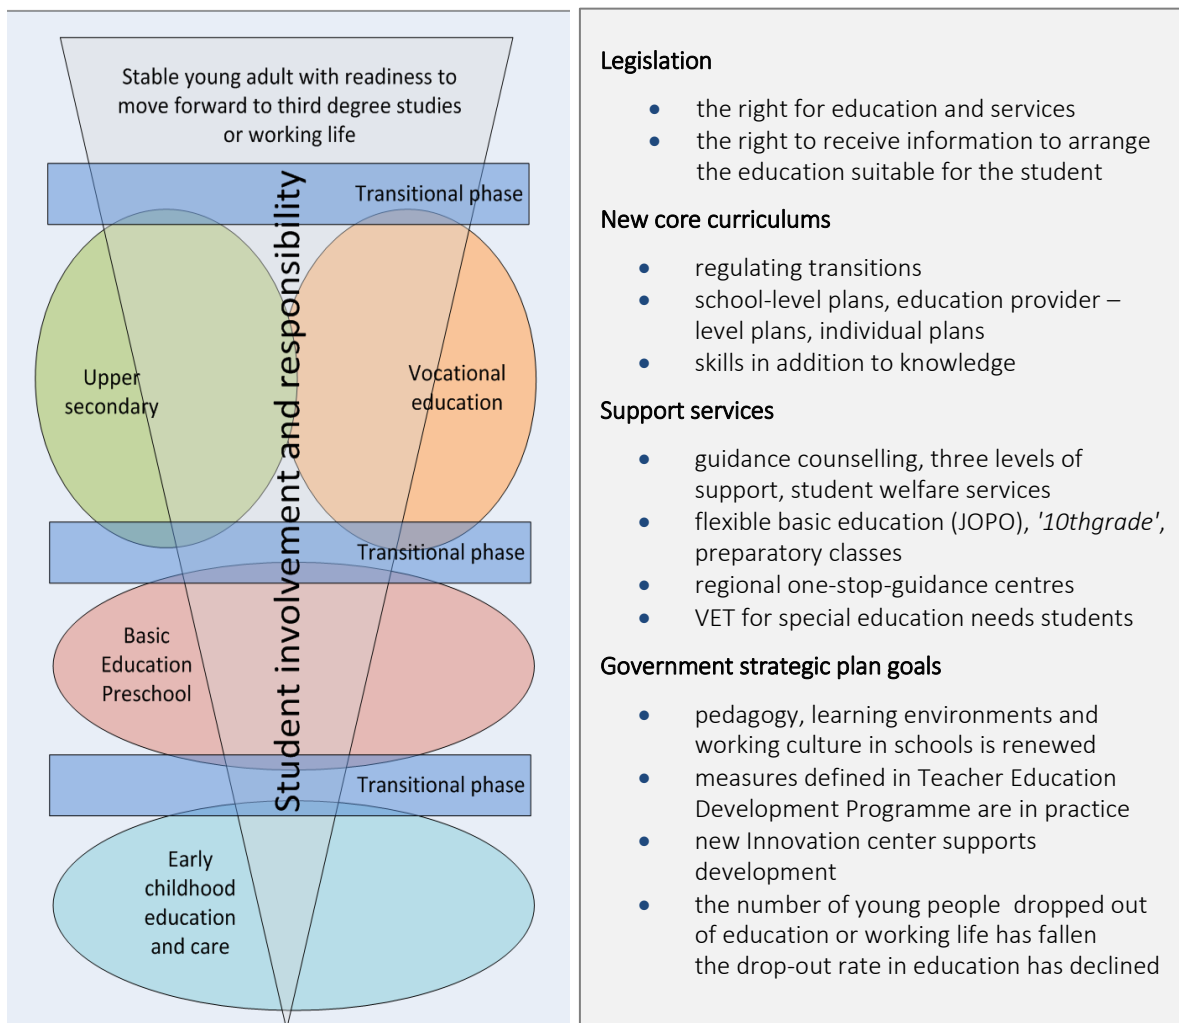 Stable young adult with readiness to
move forward to third degree studies
or working life
Transitional phase
Student involvement and responsibility
Upper
secondary
Vocational
education
Transitional phase
Basic
Education
Preschool
Transitional phase
Early
childhood
education
and care
Legislation
• the right for education and services
• the right to receive information to arrange
the education suitable for the student
New core curriculums
• regulating transitions
• school-level plans, education provider –
level plans, individual plans
• skills in addition to knowledge
Support services
• guidance counselling, three levels of
support, student welfare services
• flexible basic education (JOPO), '10thgrade',
preparatory classes
• regional one-stop-guidance centres
• VET for special education needs students
Government strategic plan goals
• pedagogy, learning environments and
working culture in schools is renewed
• measures defined in Teacher Education
Development Programme are in practice
• new Innovation center supports
development
• the number of young people dropped out
of education or working life has fallen
the drop-out rate in education has declined